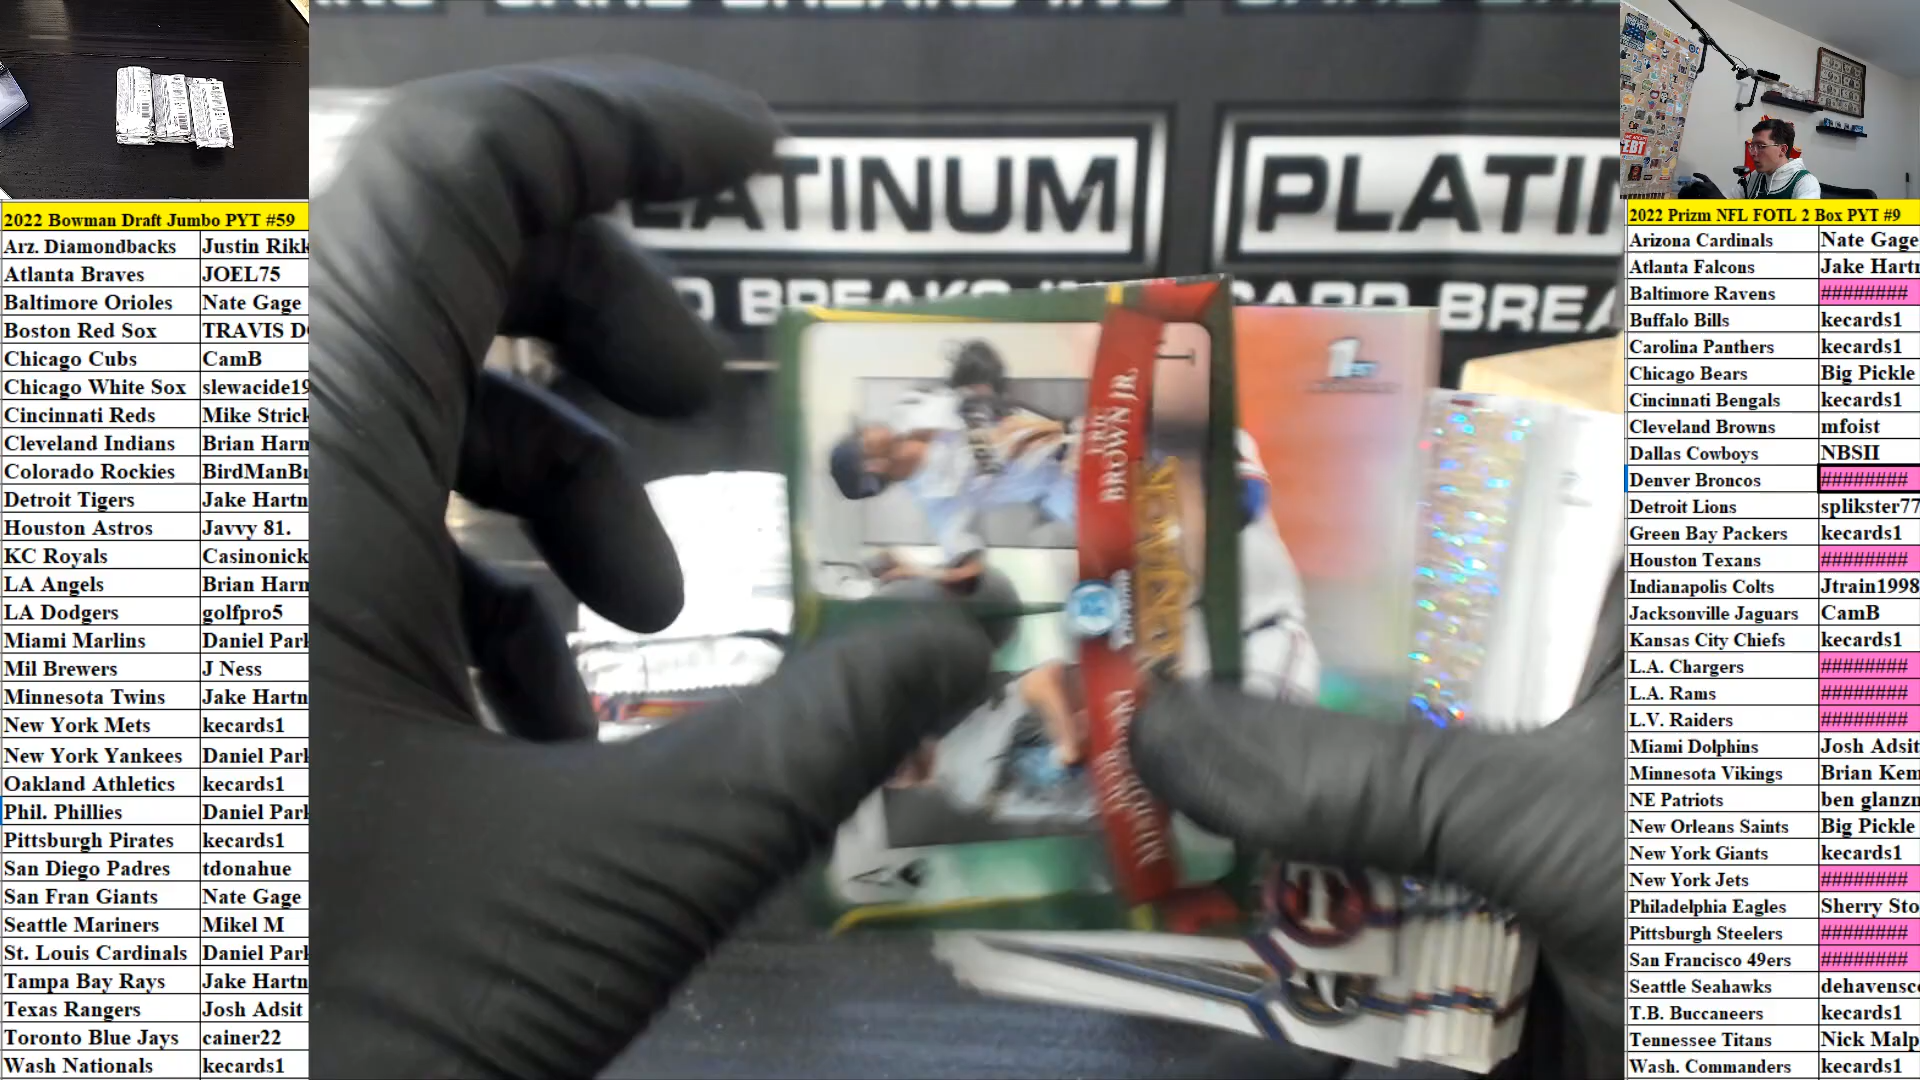 2022 Bowman Draft Jumbo PYT #59
Arz. Diamondbacks Justin Rikk
Atlanta Braves JOEL75
Baltimore Orioles Nate Gage
Boston Red Sox TRAVIS D
Chicago Cubs CamB
Chicago White Sox slewacide19
Cincinnati Reds Mike Strick
Cleveland Indians Brian Harn
Colorado Rockies BirdManBr
Detroit Tigers Jake Hartn
Houston Astros Javvy 81.
KC Royals Casinonick
LA Angels Brian Harn
LA Dodgers golfpro5
Miami Marlins Daniel Park
Mil Brewers J Ness
Minnesota Twins Jake Hartn
New York Mets kecards1
New York Yankees Daniel Park
Oakland Athletics kecards1
Phil. Phillies Daniel Park
Pittsburgh Pirates kecards1
San Diego Padres tdonahue
San Fran Giants Nate Gage
Seattle Mariners Mikel M
St. Louis Cardinals Daniel Park
Tampa Bay Rays Jake Hartn
Texas Rangers Josh Adsit
Toronto Blue Jays cainer22
Wash Nationals kecards1
PLATINUM
PLATI
CARD BREA
1ST
ERIC
BROWN JR.
T
2022 Prizm NFL FOTL 2 Box PYT #9
Arizona Cardinals Nate Gage
Atlanta Falcons Jake Hartn
Baltimore Ravens ########
Buffalo Bills kecards1
Carolina Panthers kecards1
Chicago Bears Big Pickle
Cincinnati Bengals kecards1
Cleveland Browns mfoist
Dallas Cowboys NBSII
Denver Broncos ########
Detroit Lions splikster77
Green Bay Packers kecards1
Houston Texans ########
Indianapolis Colts Jtrain1998
Jacksonville Jaguars CamB
Kansas City Chiefs kecards1
L.A. Chargers ########
L.A. Rams ########
L.V. Raiders ########
Miami Dolphins Josh Adsit
Minnesota Vikings Brian Kem
NE Patriots ben glanzn
New Orleans Saints Big Pickle
New York Giants kecards1
New York Jets ########
Philadelphia Eagles Sherry Sto
Pittsburgh Steelers ########
San Francisco 49ers ########
Seattle Seahawks dehavensc
T.B. Buccaneers kecards1
Tennessee Titans Nick Malp
Wash. Commanders kecards1